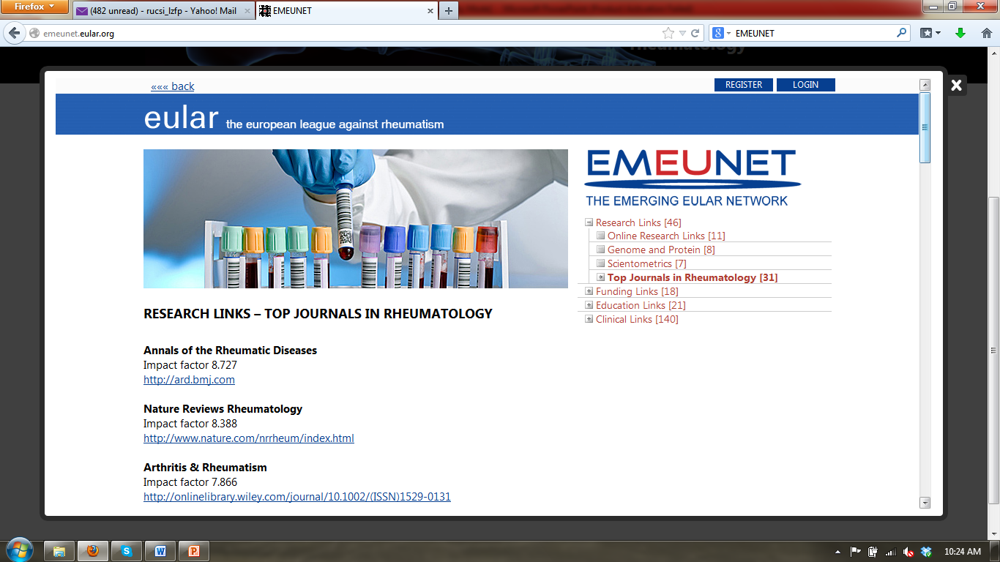 Firefox
(482 unread) - rucsi_lzfp - Yahoo! Mail
EMEUNET
emeunet.eular.org
EMEUNET
Rheumatology
««« back
REGISTER
LOGIN
eular the european league against rheumatism
EMEUNET
THE EMERGING EULAR NETWORK
Research Links [46]
Online Research Links [11]
Genome and Protein [8]
Scientometrics [7]
Top Journals in Rheumatology [31]
Funding Links [18]
Education Links [21]
Clinical Links [140]
RESEARCH LINKS – TOP JOURNALS IN RHEUMATOLOGY
Annals of the Rheumatic Diseases
Impact factor 8.727
http://ard.bmj.com
Nature Reviews Rheumatology
Impact factor 8.388
http://www.nature.com/nrrheum/index.html
Arthritis & Rheumatism
Impact factor 7.866
http://onlinelibrary.wiley.com/journal/10.1002/(ISSN)1529-0131
10:24 AM